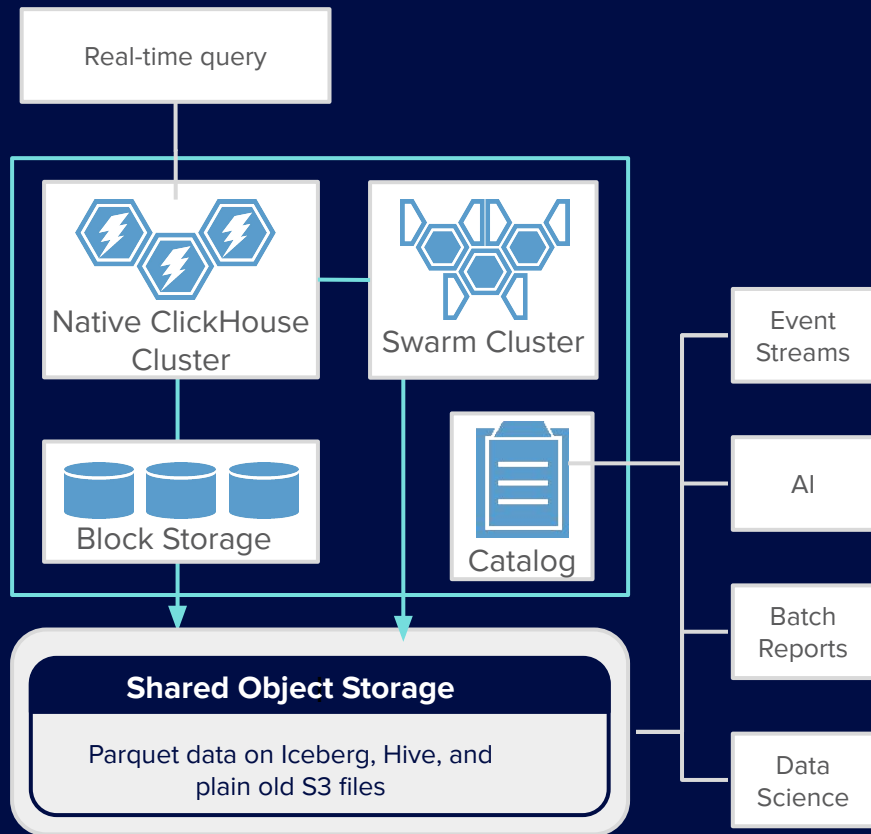 Real-time query
Native ClickHouse
Cluster
Swarm Cluster
Event
Streams
AI
Block Storage
Catalog
Batch
Reports
Shared Object Storage
Parquet data on Iceberg, Hive, and
plain old S3 files
Data
Science